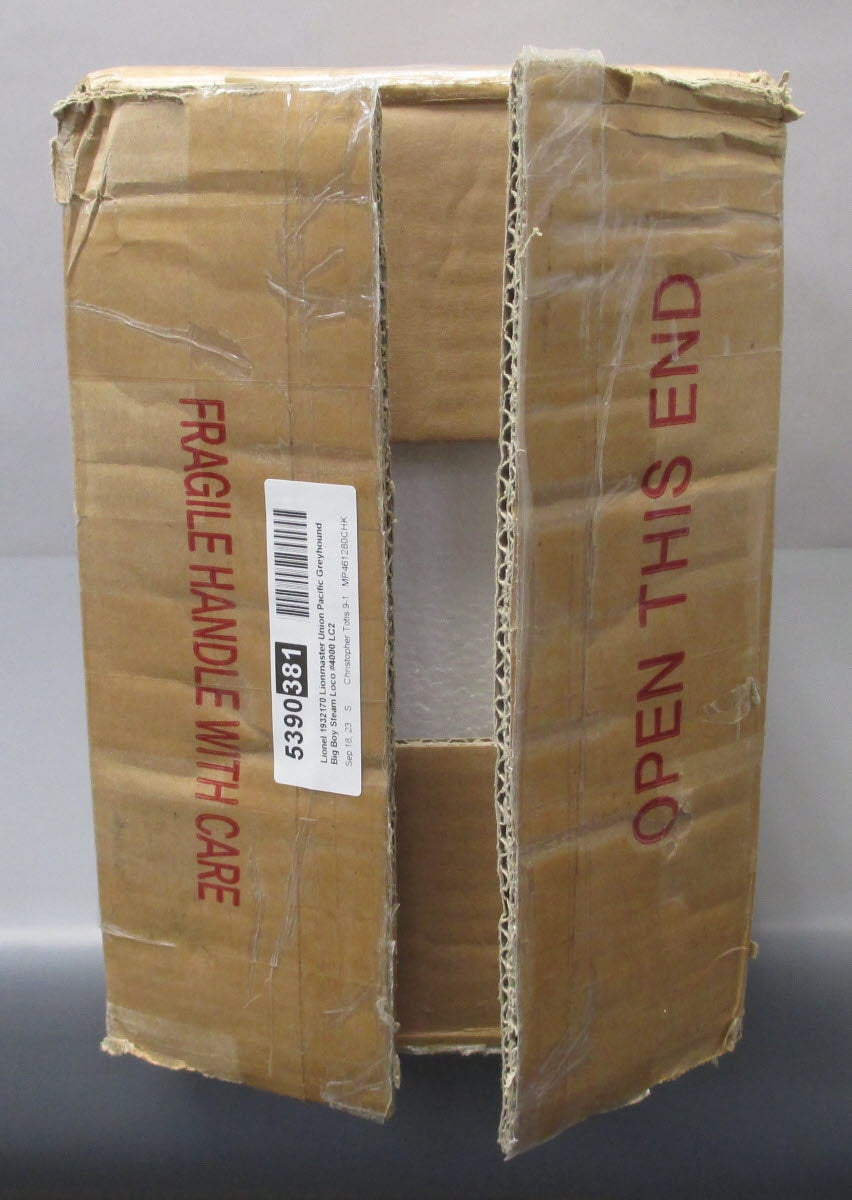 FRAGILE HANDLE WITH CARE
5390381
Lionel 1932170 Lionmaster Union Pacific Greyhound
Big Boy Steam Loco #4000 LC2
Sep 18, 23 S Christopher Totis 9-1 MP461280CHK
OPEN THIS END